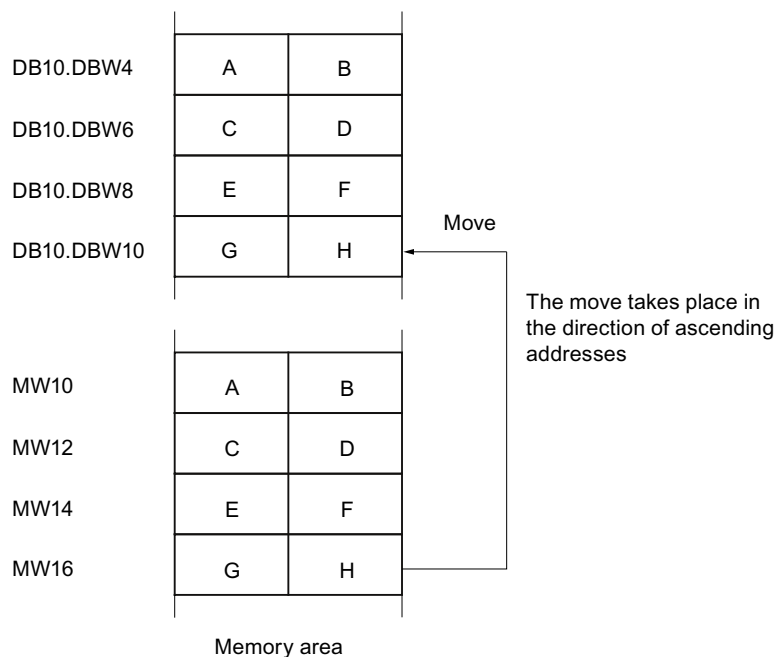 DB10.DBW4 A B
DB10.DBW6 C D
DB10.DBW8 E F
DB10.DBW10 G H
Move
The move takes place in
the direction of ascending
addresses
MW10 A B
MW12 C D
MW14 E F
MW16 G H
Memory area